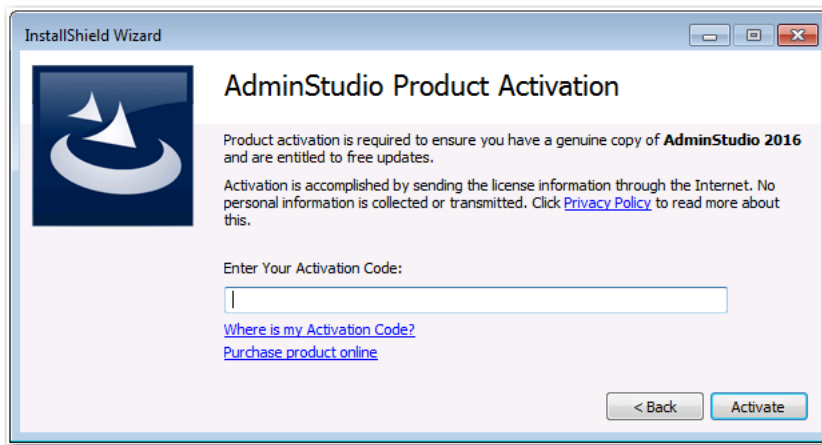 InstallShield Wizard
AdminStudio Product Activation
Product activation is required to ensure you have a genuine copy of AdminStudio 2016
and are entitled to free updates.
Activation is accomplished by sending the license information through the Internet. No
personal information is collected or transmitted. Click Privacy Policy to read more about
this.
Enter Your Activation Code:
Where is my Activation Code?
Purchase product online
< Back
Activate